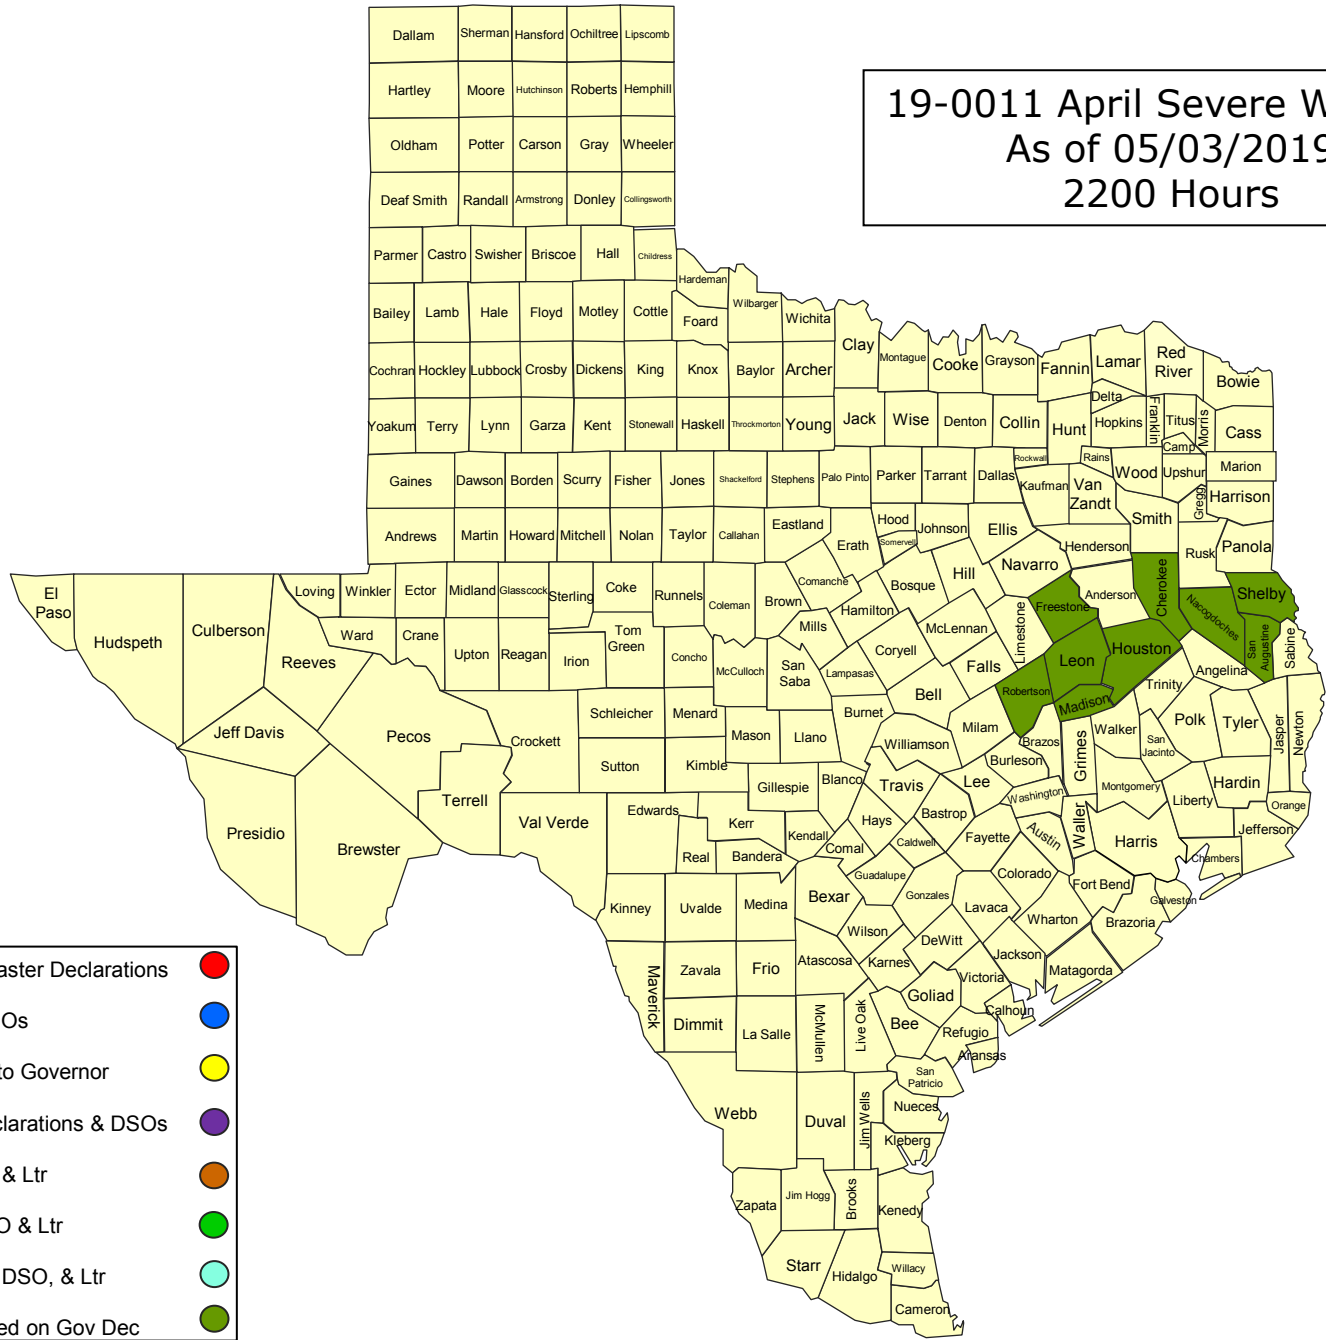 Dallam Sherman Hansford Ochiltree Lipscomb
Hartley Moore Hutchinson Roberts Hemphill
19-0011 April Severe W
As of 05/03/2019
2200 Hours
Oldham Potter Carson Gray Wheeler
Deaf Smith Randall Armstrong Donley Collingsworth
Parmer Castro Swisher Briscoe Hall Childress
Hardeman
Bailey Lamb Hale Floyd Motley Cottle Foard Wilbarger Wichita
Clay Montague Cooke Grayson Fannin Lamar Red
River Bowie
Cochran Hockley Lubbock Crosby Dickens King Knox Baylor Archer
Delta
Yoakum Terry Lynn Garza Kent Stonewall Haskell Throckmorton Young Jack Wise Denton Collin Hunt Hopkins Franklin Titus Morris Cass
Camp
Rockwall Rains
Gaines Dawson Borden Scurry Fisher Jones Shackelford Stephens Palo Pinto Parker Tarrant Dallas Kaufman Van
Zandt Wood Upshur Marion
Gregg Harrison
Andrews Martin Howard Mitchell Nolan Taylor Callahan Eastland Erath Hood Somervell Johnson Ellis Henderson Smith Rusk Panola
El
Paso Hudspeth Culberson Loving Winkler Ector Midland Glasscock Sterling Coke Runnels Coleman Brown Comanche Hamilton Bosque Hill Navarro Freestone Anderson Cherokee Nacogdoches Shelby
Reeves Ward Crane Upton Reagan Irion Tom
Green Concho McCulloch San
Saba Mills Lampasas Coryell McLennan Falls Limestone Leon Houston Angelina San
Augustine Sabine
Jeff Davis Pecos Crockett Schleicher Menard Mason Llano Burnet Bell Milam Robertson Madison Trinity Walker San
Jacinto Polk Tyler Jasper Newton
Presidio Brewster Terrell Val Verde Sutton Kimble Gillespie Blanco Williamson Travis Lee Burleson Brazos Grimes Washington Montgomery Liberty Hardin Orange
Edwards Kerr Kendall Comal Hays Bastrop Caldwell Fayette Austin Waller Harris Jefferson Chambers
Real Bandera Guadalupe Gonzales Colorado Fort Bend Galveston
Kinney Uvalde Medina Bexar Wilson Lavaca Wharton Brazoria
Maverick Zavala Frio Atascosa Karnes DeWitt Victoria Jackson Matagorda
Dimmit La Salle McMullen Live Oak Bee Goliad Refugio Calhoun
Aransas
San
Patricio
Webb Duval Jim Wells Nueces
Kleberg
Zapata Jim Hogg Brooks Kenedy
Starr Hidalgo Willacy
Cameron
aster Declarations
Os
to Governor
clarations & DSOs
& Ltr
O & Ltr
DSO, & Ltr
ed on Gov Dec